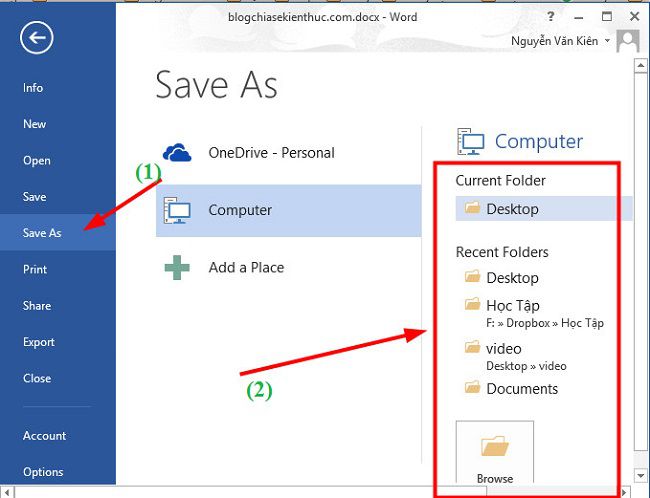 blogchiasekienthuc.com.docx - Word
?
Nguyễn Văn Kiên
Info
New
Open
Save
Save As
Print
Share
Export
Close
Account
Options
Save As
(1)
OneDrive - Personal
Computer
Add a Place
(2)
Computer
Current Folder
Desktop
Recent Folders
Desktop
Học Tập
F: » Dropbox » Học Tập
video
Desktop » video
Documents
Browse